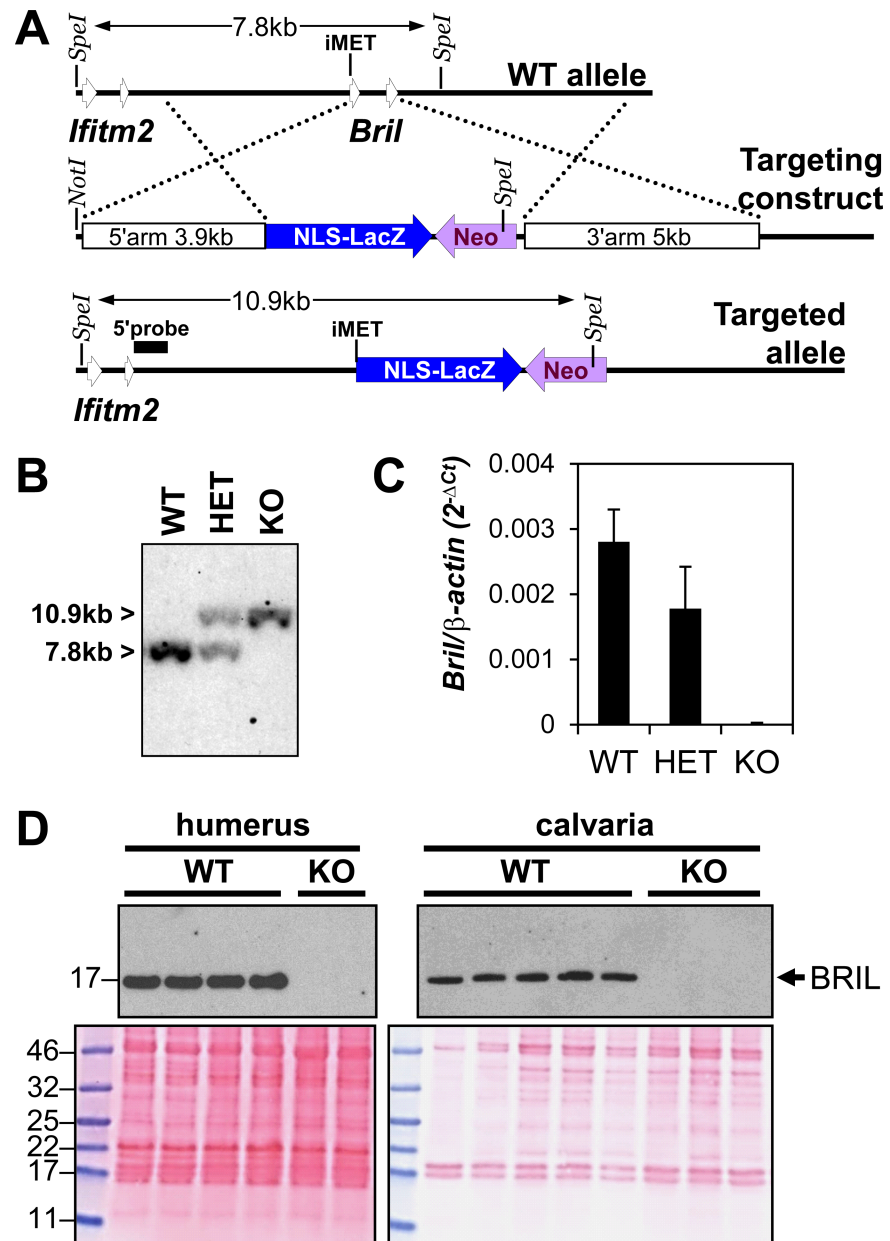 A
SpeI
7.8kb
SpeI
iMET
WT allele
Ifitm2
Bril
NotI
Targeting
construct
SpeI
5'arm 3.9kb
NLS-LacZ
Neo
3'arm 5kb
SpeI
10.9kb
SpeI
5'probe
iMET
Targeted
allele
NLS-LacZ
Neo
Ifitm2
B
WT
HET
KO
10.9kb >
7.8kb >
C
Bril/β-actin (2-ΔCt)
0.004
0.003
0.002
0.001
0
WT HET KO
D
humerus
calvaria
WT KO
WT KO
17
BRIL
46
32
25
22
17
11